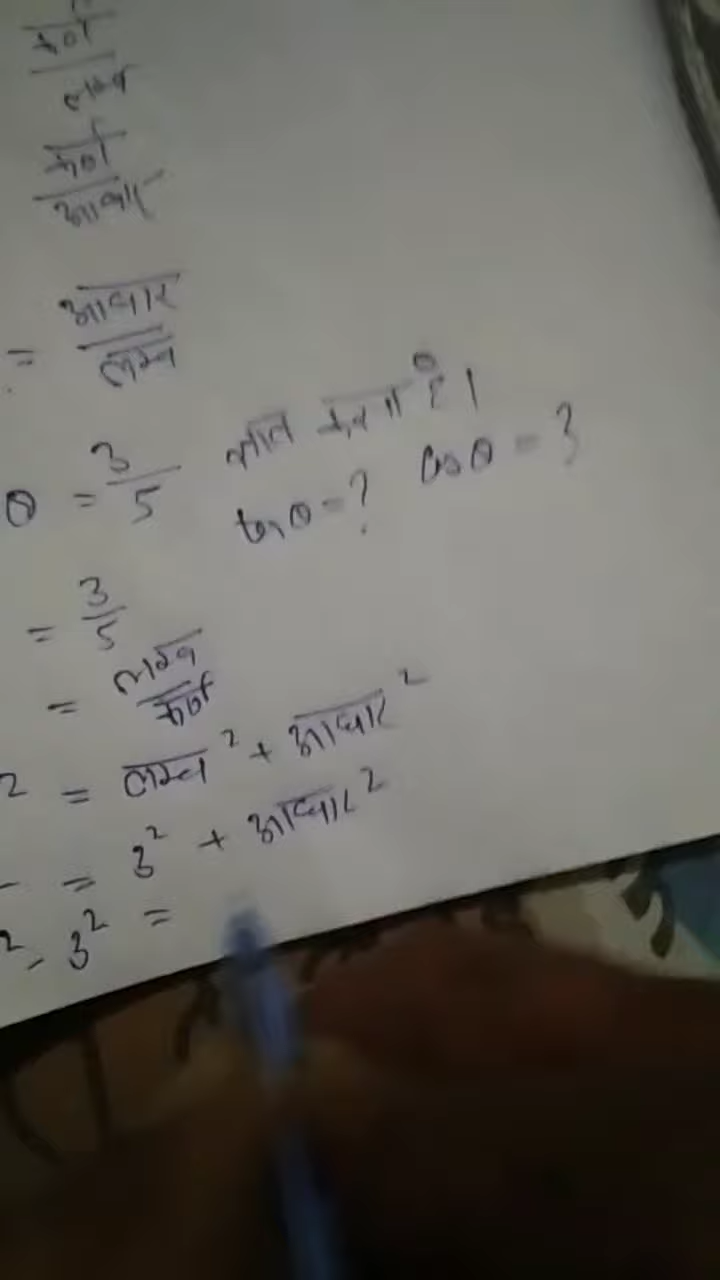 कर्ण
लम्ब
कर्ण
आधार
= आधार
लम्ब
θ = 3/5 ज्ञात करना है।
tanθ = ? cosθ = ?
= 3/5
= लम्ब
कर्ण
2 = लम्ब² + आधार²
= 3² + आधार²
² - 3² =